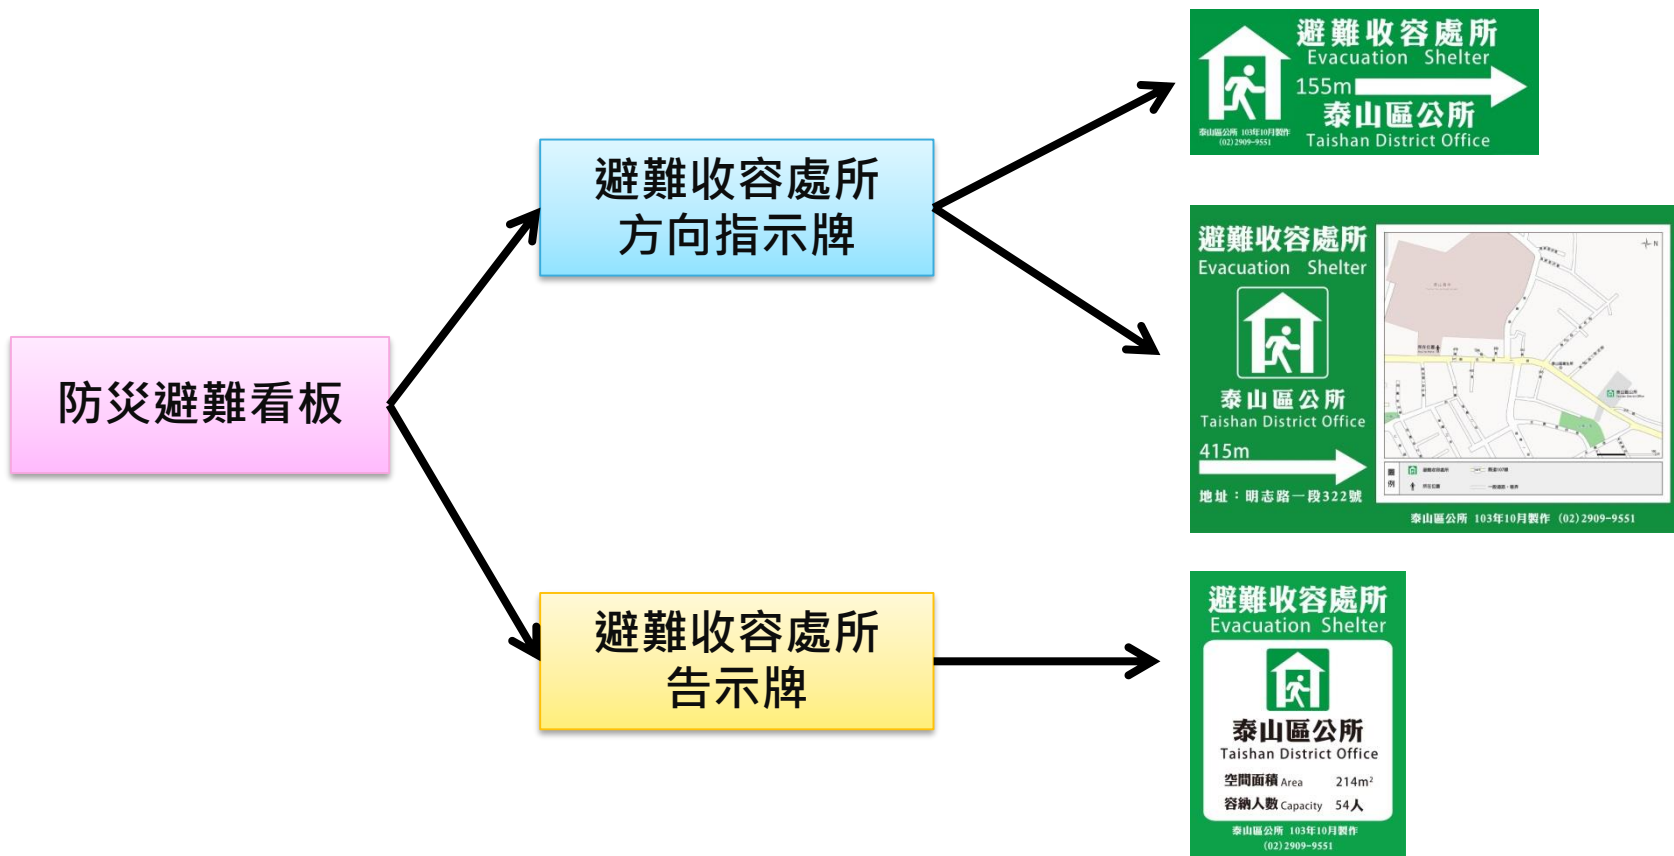 防災避難看板
避難收容處所
方向指示牌
避難收容處所
告示牌
避難收容處所
Evacuation Shelter
155m
泰山區公所
Taishan District Office
泰山區公所 103年10月製作
(02)2909-9551
避難收容處所
Evacuation Shelter
泰山區公所
Taishan District Office
415m
地址：明志路一段322號
N
圖例
避難收容處所
泰山區公所 103年10月製作 (02)2909-9551
避難收容處所
Evacuation Shelter
泰山區公所
Taishan District Office
空間面積 Area 214m²
容納人數 Capacity 54人
泰山區公所 103年10月製作
(02)2909-9551